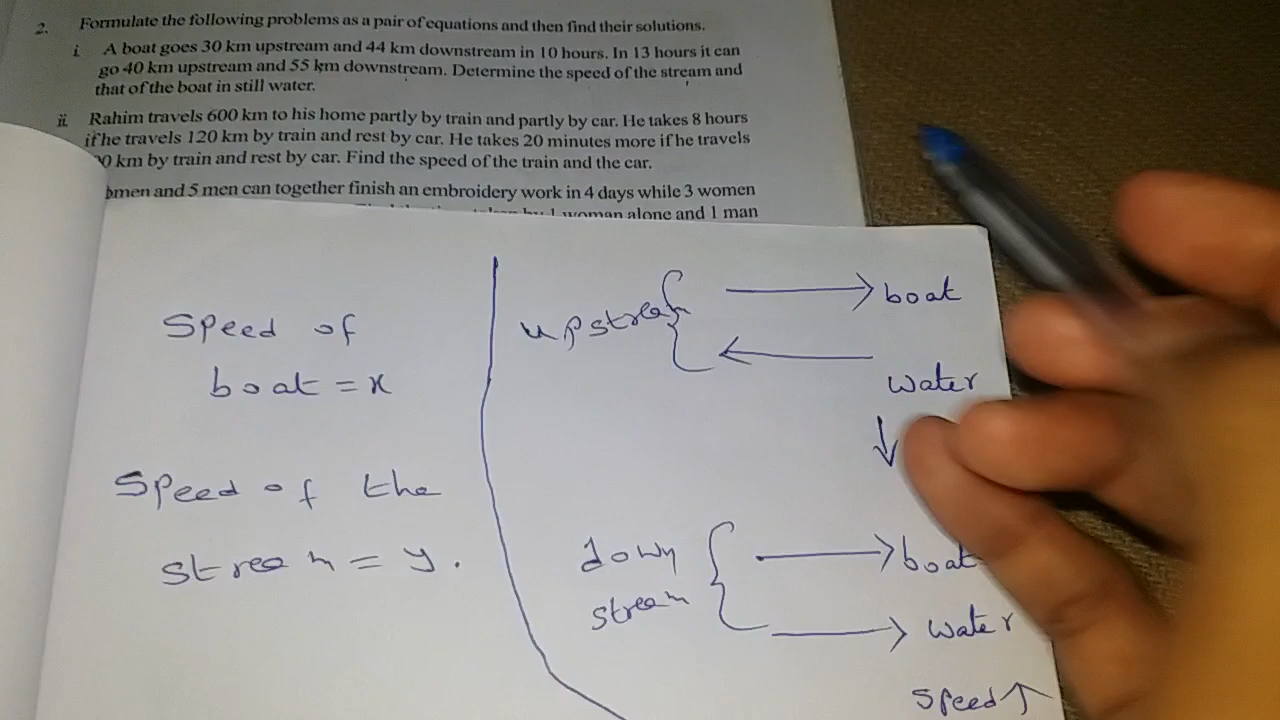 2. Formulate the following problems as a pair of equations and then find their solutions.
i. A boat goes 30 km upstream and 44 km downstream in 10 hours. In 13 hours it can
go 40 km upstream and 55 km downstream. Determine the speed of the stream and
that of the boat in still water.
ii. Rahim travels 600 km to his home partly by train and partly by car. He takes 8 hours
if he travels 120 km by train and rest by car. He takes 20 minutes more if he travels
km by train and rest by car. Find the speed of the train and the car.
and 5 men can together finish an embroidery work in 4 days while 3 women
by 1 woman alone and 1 man
Speed of
boat = x
Speed of the
stream = y.
upstream
boat
water
↓
down
stream
boat
water
Speed ↑